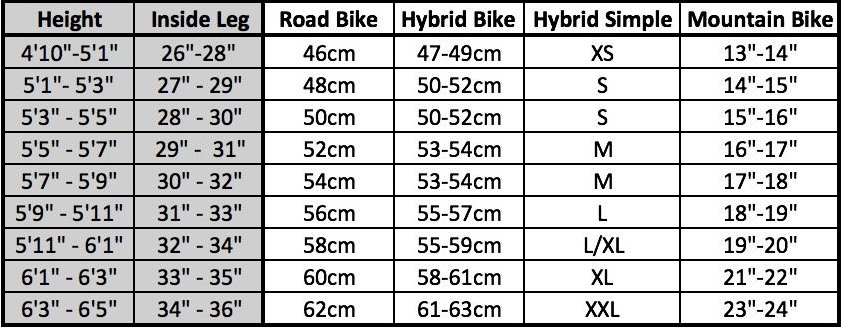 Height Inside Leg Road Bike Hybrid Bike Hybrid Simple Mountain Bike
4'10"-5'1" 26"-28" 46cm 47-49cm XS 13"-14"
5'1"- 5'3" 27" - 29" 48cm 50-52cm S 14"-15"
5'3" - 5'5" 28" - 30" 50cm 50-52cm S 15"-16"
5'5" - 5'7" 29" - 31" 52cm 53-54cm M 16"-17"
5'7" - 5'9" 30" - 32" 54cm 53-54cm M 17"-18"
5'9" - 5'11" 31" - 33" 56cm 55-57cm L 18"-19"
5'11" - 6'1" 32" - 34" 58cm 55-59cm L/XL 19"-20"
6'1" - 6'3" 33" - 35" 60cm 58-61cm XL 21"-22"
6'3" - 6'5" 34" - 36" 62cm 61-63cm XXL 23"-24"